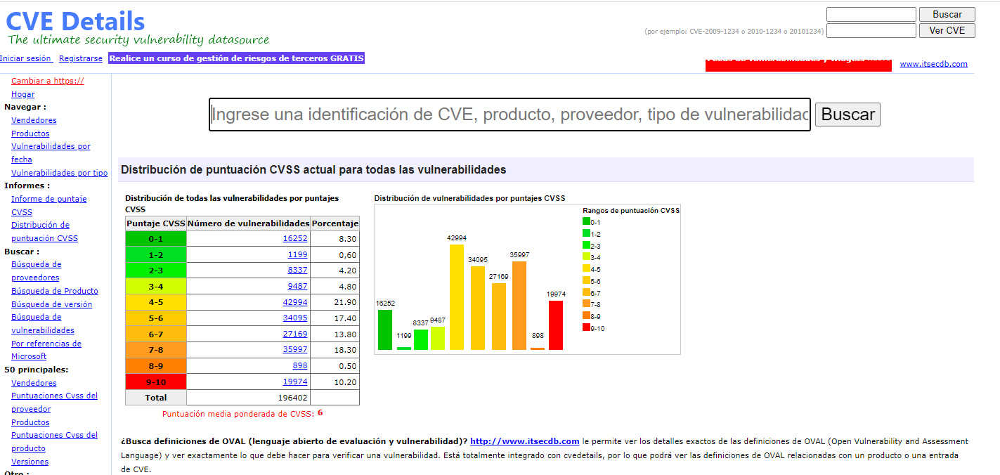 CVE Details
The ultimate security vulnerability datasource
Buscar
(por ejemplo: CVE-2009-1234 o 2010-1234 o 20101234)
Ver CVE
Iniciar sesión Registrarse Realice un curso de gestión de riesgos de terceros GRATIS
www.itsecdb.com
Cambiar a https://
Hogar
Navegar :
Vendedores
Productos
Vulnerabilidades por
fecha
Vulnerabilidades por tipo
Informes :
Informe de puntaje
CVSS
Distribución de
puntuación CVSS
Buscar :
Búsqueda de
proveedores
Búsqueda de Producto
Búsqueda de versión
Búsqueda de
vulnerabilidades
Por referencias de
Microsoft
50 principales:
Vendedores
Puntuaciones Cvss del
proveedor
Productos
Puntuaciones Cvss del
producto
Versiones
Otro :
Ingrese una identificación de CVE, producto, proveedor, tipo de vulnerabilidad
Buscar
Distribución de puntuación CVSS actual para todas las vulnerabilidades
Distribución de todas las vulnerabilidades por puntajes
CVSS
Puntaje CVSS Número de vulnerabilidades Porcentaje
0-1 16252 8.30
1-2 1199 0,60
2-3 8337 4.20
3-4 9487 4.80
4-5 42994 21.90
5-6 34095 17.40
6-7 27169 13.80
7-8 35997 18.30
8-9 898 0.50
9-10 19974 10.20
Total 196402
Puntuación media ponderada de CVSS: 6
Distribución de vulnerabilidades por puntajes CVSS
16252
1199
8337
9487
42994
34095
27169
35997
898
19974
Rangos de puntuación CVSS
0-1
1-2
2-3
3-4
4-5
5-6
6-7
7-8
8-9
9-10
¿Busca definiciones de OVAL (lenguaje abierto de evaluación y vulnerabilidad)? http://www.itsecdb.com le permite ver los detalles exactos de las definiciones de OVAL (Open Vulnerability and Assessment
Language) y ver exactamente lo que debe hacer para verificar una vulnerabilidad. Está totalmente integrado con cvedetails, por lo que podrá ver las definiciones de OVAL relacionadas con un producto o una entrada
de CVE.